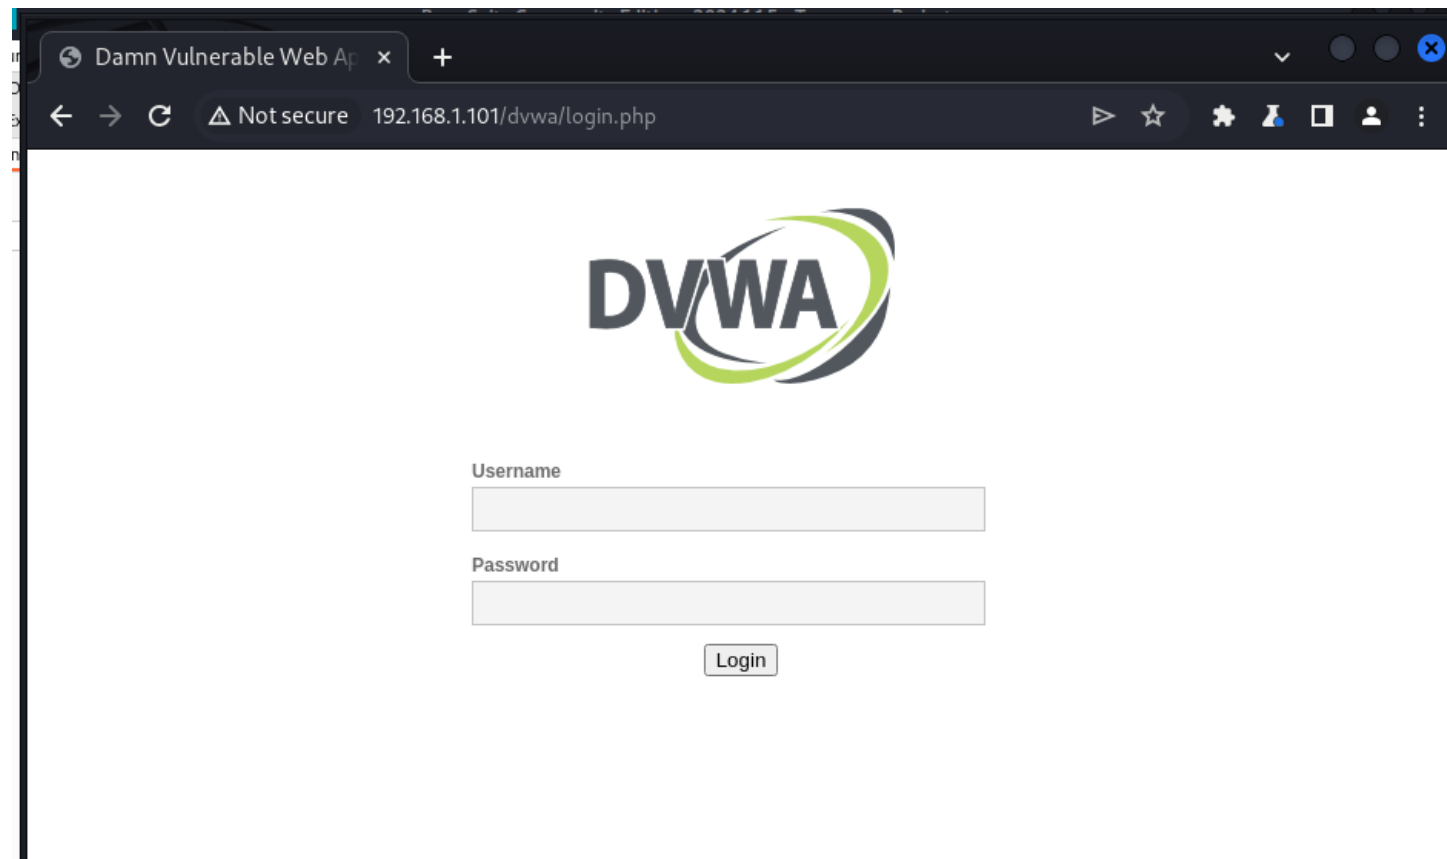 Damn Vulnerable Web Ap
Not secure 192.168.1.101/dvwa/login.php
DVWA
Username
Password
Login